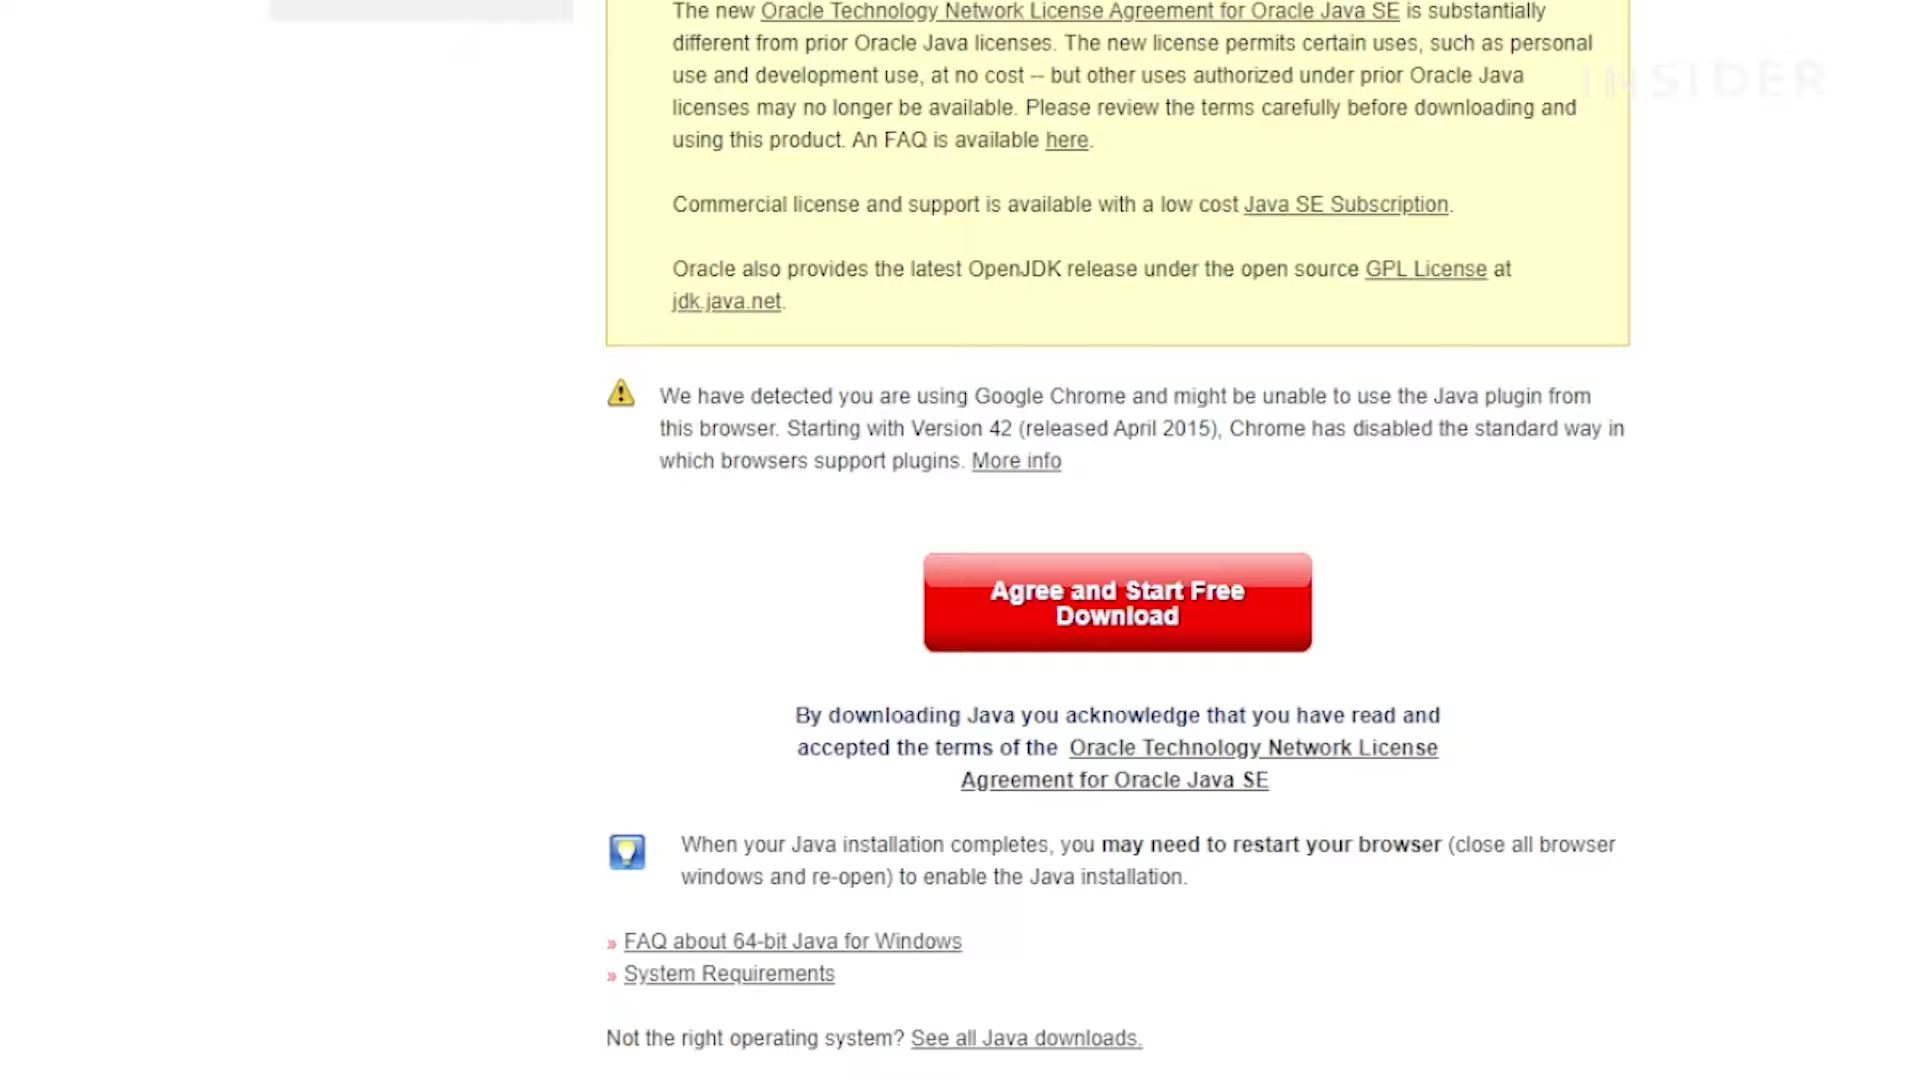 The new Oracle Technology Network License Agreement for Oracle Java SE is substantially
different from prior Oracle Java licenses. The new license permits certain uses, such as personal
use and development use, at no cost -- but other uses authorized under prior Oracle Java
licenses may no longer be available. Please review the terms carefully before downloading and
using this product. An FAQ is available here.
INSIDER
Commercial license and support is available with a low cost Java SE Subscription.
Oracle also provides the latest OpenJDK release under the open source GPL License at
jdk.java.net.
We have detected you are using Google Chrome and might be unable to use the Java plugin from
this browser. Starting with Version 42 (released April 2015), Chrome has disabled the standard way in
which browsers support plugins. More info
Agree and Start Free
Download
By downloading Java you acknowledge that you have read and
accepted the terms of the Oracle Technology Network License
Agreement for Oracle Java SE
When your Java installation completes, you may need to restart your browser (close all browser
windows and re-open) to enable the Java installation.
» FAQ about 64-bit Java for Windows
» System Requirements
Not the right operating system? See all Java downloads.